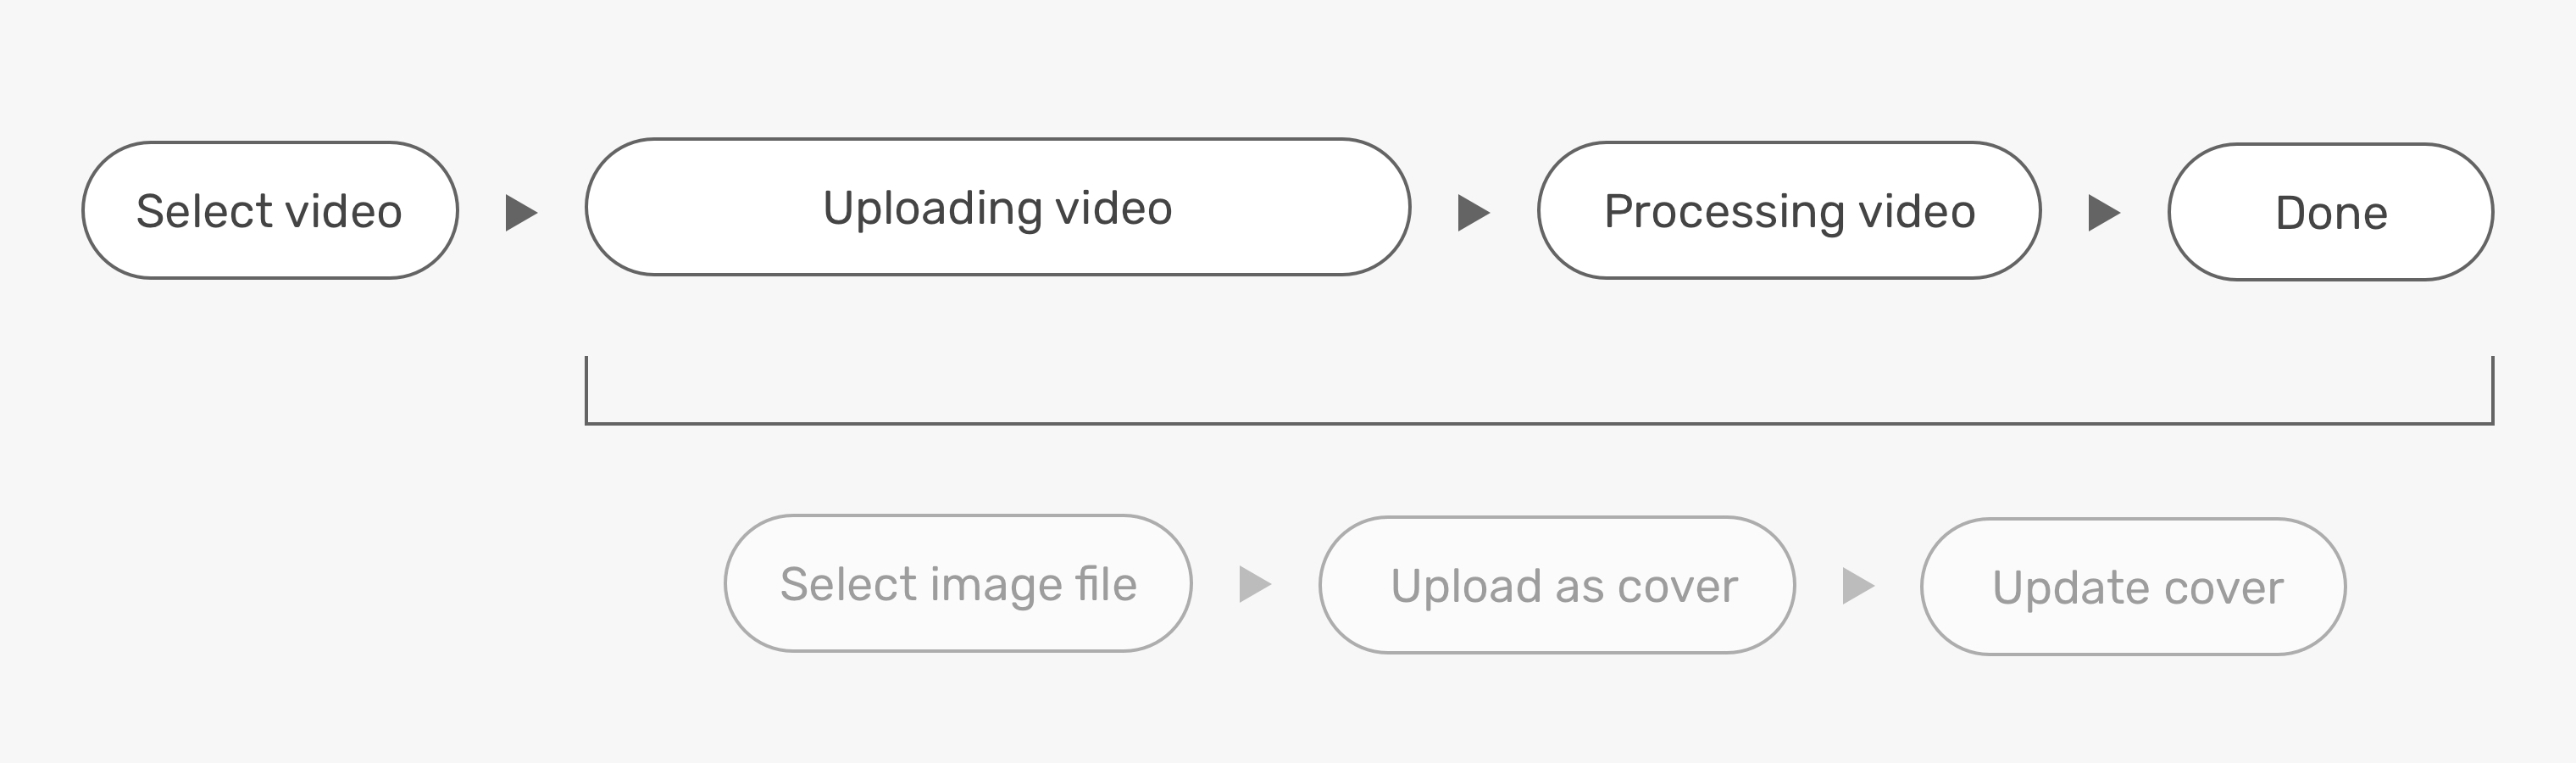 Select video
Uploading video
Processing video
Done
Select image file
Upload as cover
Update cover